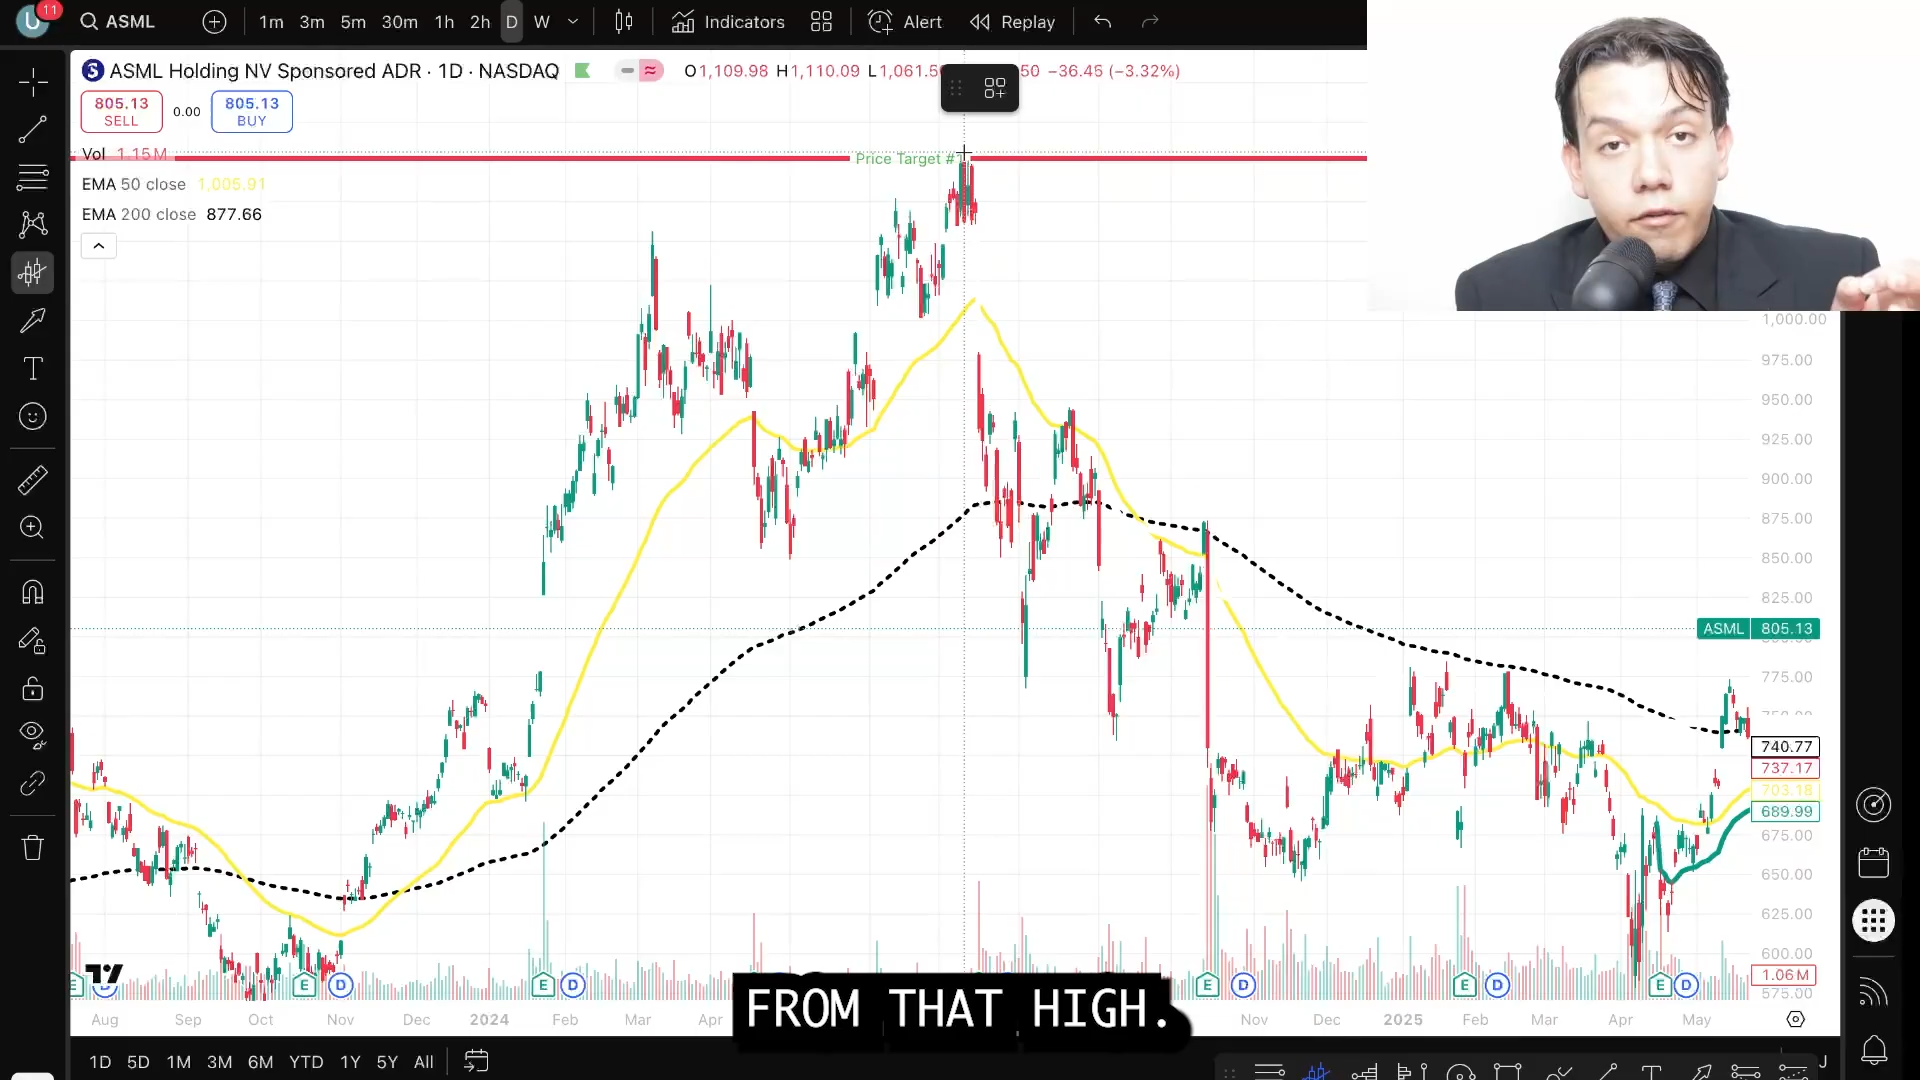 U 11 ASML 1m 3m 5m 30m 1h 2h D W Indicators Alert Replay
S ASML Holding NV Sponsored ADR · 1D · NASDAQ O1,109.98 H1,110.09 L1,061.5 50 −36.45 (−3.32%)
805.13 SELL 0.00 805.13 BUY
Vol 1.15M
Price Target #1
EMA 50 close 1,005.91
EMA 200 close 877.66
1,000.00
975.00
950.00
925.00
900.00
875.00
850.00
825.00
ASML 805.13
775.00
740.77
737.17
703.18
689.99
675.00
650.00
625.00
600.00
1.06M
575.00
E D E D E D E D E D E D
FROM THAT HIGH.
Aug Sep Oct Nov Dec 2024 Feb Mar Apr Nov Dec 2025 Feb Mar Apr May
1D 5D 1M 3M 6M YTD 1Y 5Y All